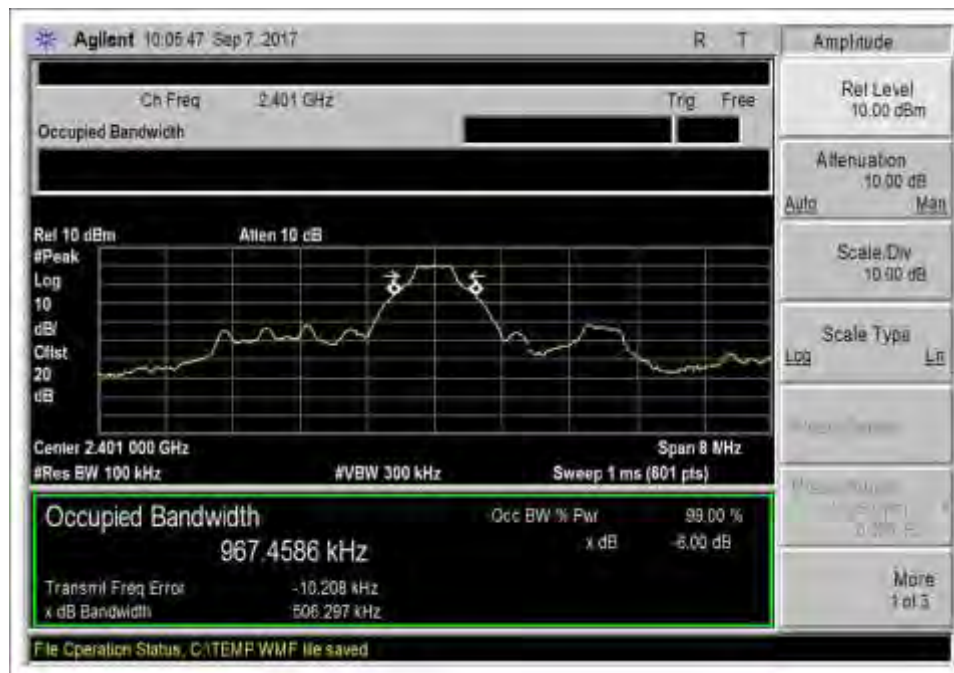 Agilent 10:05:47 Sep 7, 2017 R T
Amplitude
Ch Freq 2.401 GHz Trig Free
Occupied Bandwidth
Ref Level
10.00 dBm
Attenuation
10.00 dB
Auto Man
Scale/Div
10.00 dB
Scale Type
Log Lin
More
1 of 3
Ref 10 dBm Atten 10 dB
#Peak
Log
10
dB/
Offst
20
dB
Center 2.401 000 GHz Span 8 MHz
#Res BW 100 kHz #VBW 300 kHz Sweep 1 ms (601 pts)
Occupied Bandwidth
967.4586 kHz
Occ BW % Pwr 99.00 %
x dB -6.00 dB
Transmit Freq Error -10.208 kHz
x dB Bandwidth 506.297 kHz
File Operation Status, C:\TEMP.WMF file saved